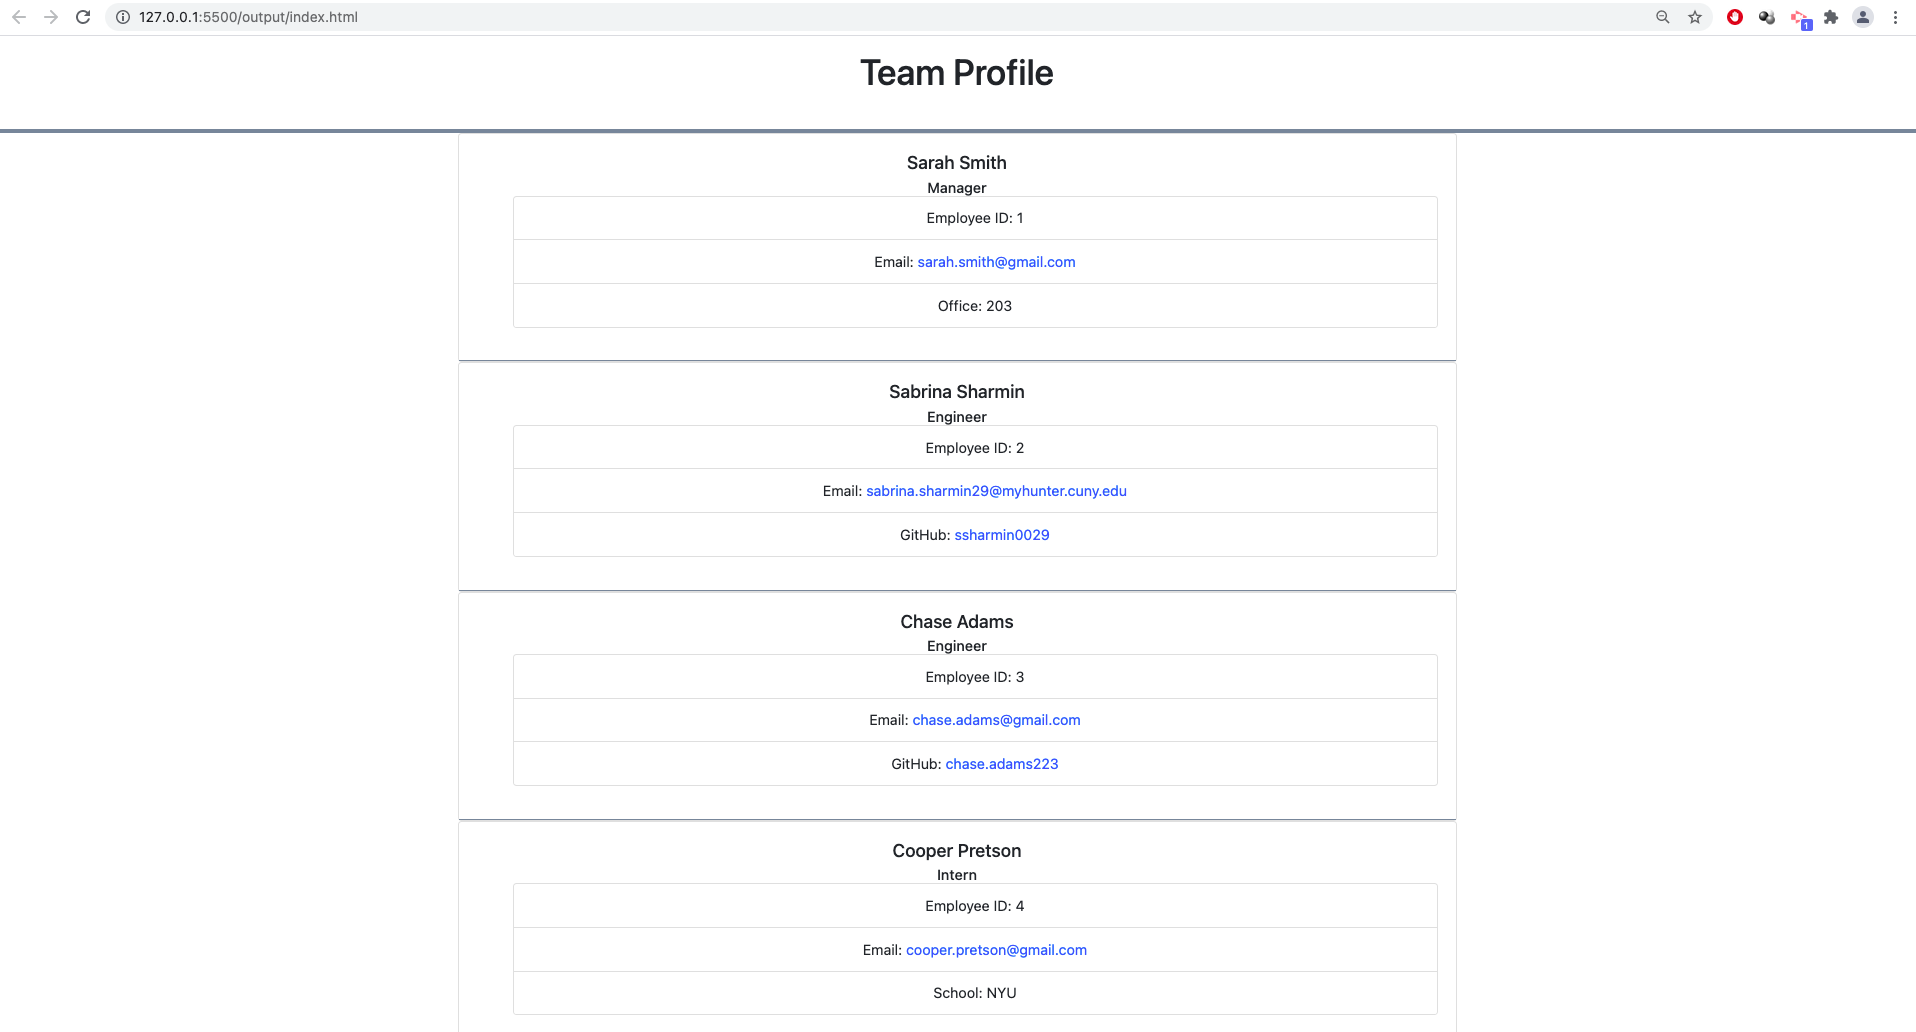 127.0.0.1:5500/output/index.html
1
Team Profile
Sarah Smith
Manager
Employee ID: 1
Email: sarah.smith@gmail.com
Office: 203
Sabrina Sharmin
Engineer
Employee ID: 2
Email: sabrina.sharmin29@myhunter.cuny.edu
GitHub: ssharmin0029
Chase Adams
Engineer
Employee ID: 3
Email: chase.adams@gmail.com
GitHub: chase.adams223
Cooper Pretson
Intern
Employee ID: 4
Email: cooper.pretson@gmail.com
School: NYU